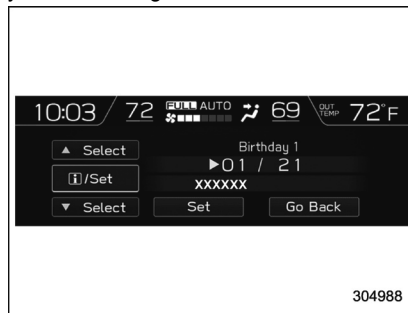 10:03 / 72 FULL AUTO 69 OUT TEMP 72°F
▲ Select
Birthday 1
▶01 / 21
i/Set
XXXXXX
▼ Select Set Go Back
304988